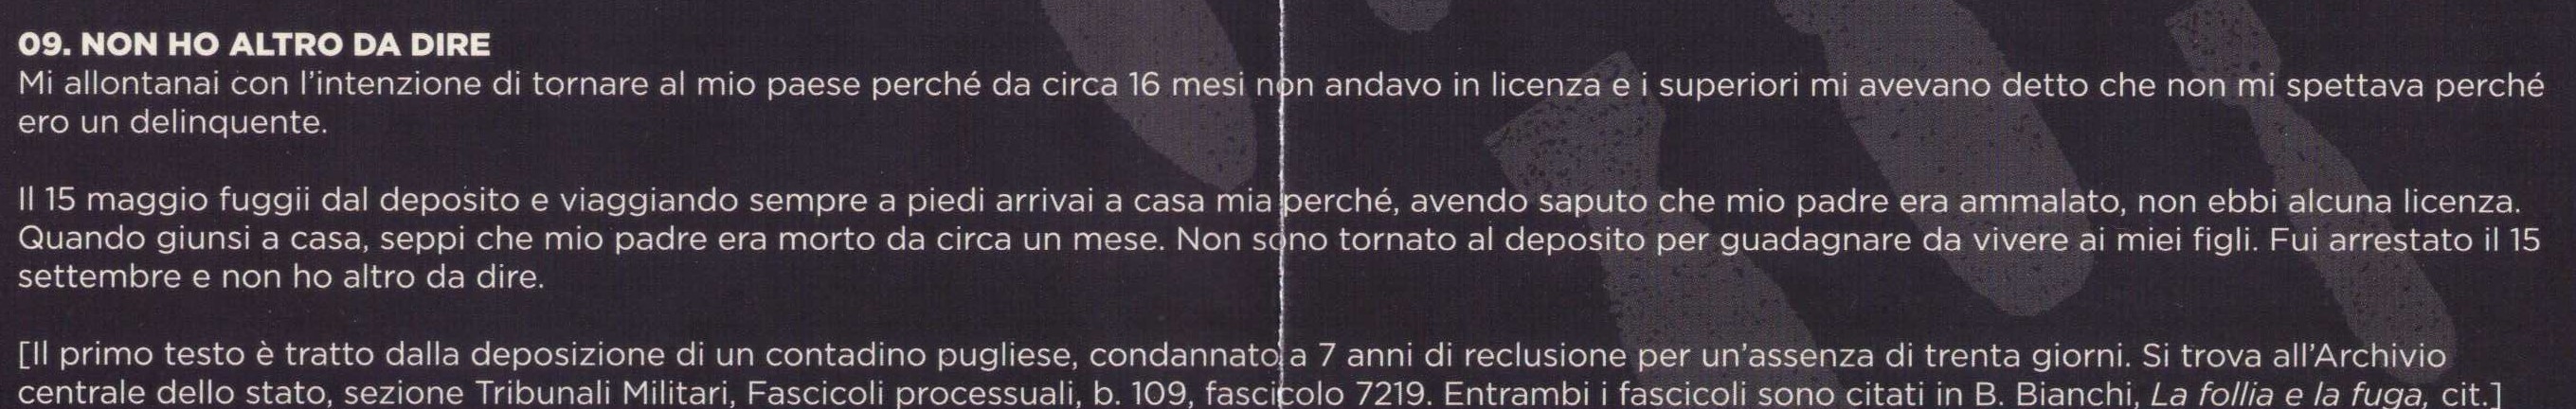 09. NON HO ALTRO DA DIRE
Mi allontanai con l'intenzione di tornare al mio paese perché da circa 16 mesi non andavo in licenza e i superiori mi avevano detto che non mi spettava perché
ero un delinquente.
Il 15 maggio fuggii dal deposito e viaggiando sempre a piedi arrivai a casa mia perché, avendo saputo che mio padre era ammalato, non ebbi alcuna licenza.
Quando giunsi a casa, seppi che mio padre era morto da circa un mese. Non sono tornato al deposito per guadagnare da vivere ai miei figli. Fui arrestato il 15
settembre e non ho altro da dire.
[Il primo testo è tratto dalla deposizione di un contadino pugliese, condannato a 7 anni di reclusione per un'assenza di trenta giorni. Si trova all'Archivio
centrale dello stato, sezione Tribunali Militari, Fascicoli processuali, b. 109, fascicolo 7219. Entrambi i fascicoli sono citati in B. Bianchi, La follia e la fuga, cit.]